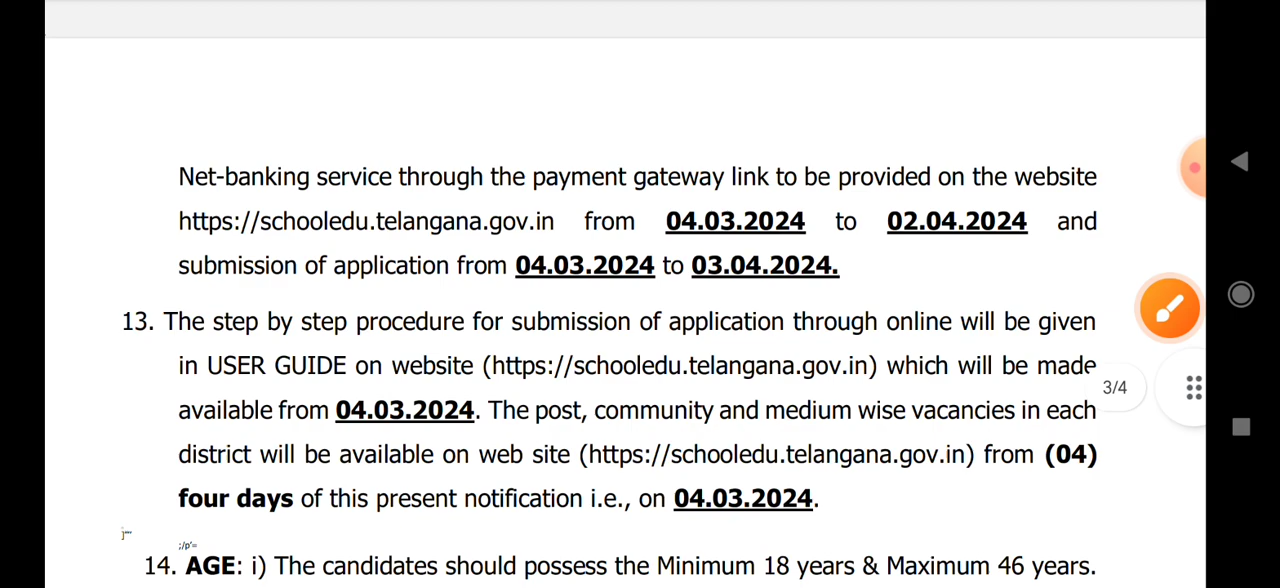 Net-banking service through the payment gateway link to be provided on the website
https://schooledu.telangana.gov.in from 04.03.2024 to 02.04.2024 and
submission of application from 04.03.2024 to 03.04.2024.
13. The step by step procedure for submission of application through online will be given
in USER GUIDE on website (https://schooledu.telangana.gov.in) which will be made
3/4
available from 04.03.2024. The post, community and medium wise vacancies in each
district will be available on web site (https://schooledu.telangana.gov.in) from (04)
four days of this present notification i.e., on 04.03.2024.
14. AGE: i) The candidates should possess the Minimum 18 years & Maximum 46 years.